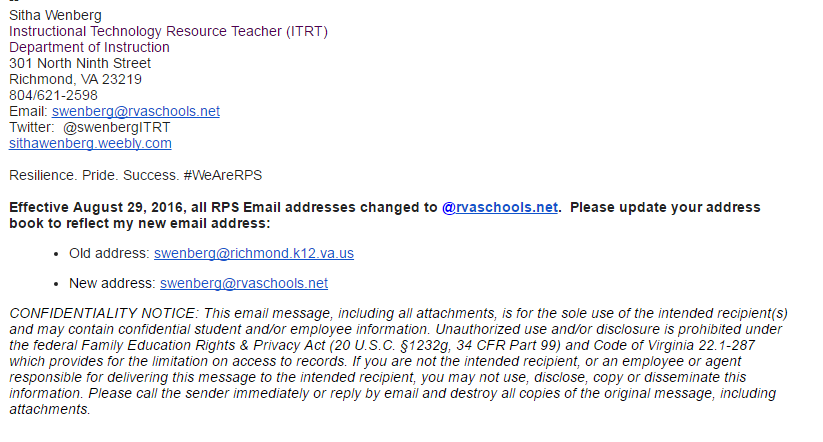 --
Sitha Wenberg
Instructional Technology Resource Teacher (ITRT)
Department of Instruction
301 North Ninth Street
Richmond, VA 23219
804/621-2598
Email: swenberg@rvaschools.net
Twitter:  @swenbergITRT
sithawenberg.weebly.com
Resilience. Pride. Success. #WeAreRPS
Effective August 29, 2016, all RPS Email addresses changed to @rvaschools.net.  Please update your address
book to reflect my new email address:
• Old address: swenberg@richmond.k12.va.us
• New address: swenberg@rvaschools.net
CONFIDENTIALITY NOTICE: This email message, including all attachments, is for the sole use of the intended recipient(s)
and may contain confidential student and/or employee information. Unauthorized use and/or disclosure is prohibited under
the federal Family Education Rights & Privacy Act (20 U.S.C. §1232g, 34 CFR Part 99) and Code of Virginia 22.1-287
which provides for the limitation on access to records. If you are not the intended recipient, or an employee or agent
responsible for delivering this message to the intended recipient, you may not use, disclose, copy or disseminate this
information. Please call the sender immediately or reply by email and destroy all copies of the original message, including
attachments.